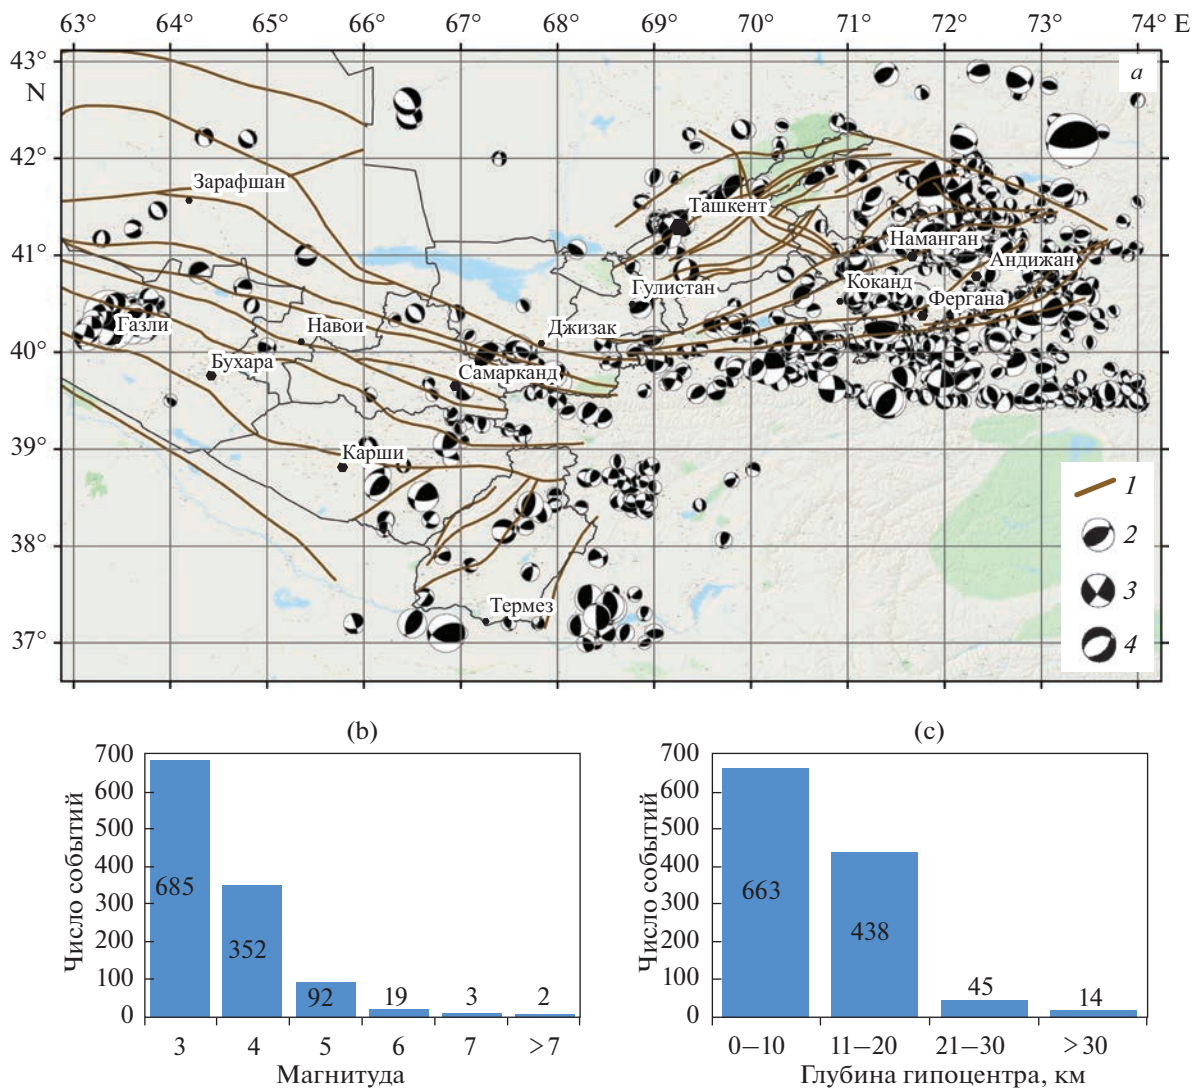 63° 64° 65° 66° 67° 68° 69° 70° 71° 72° 73° 74° E
43°
N
a
42°
Зарафшан
Ташкент
41°
Наманган
Андижан
Гулистан
Коканд
Фергана
Газли
Навои
Джизак
40°
Бухара
Самарканд
39°
Карши
1
2
38°
3
Термез
4
37°
(b)
700
600
500
400
300
200
100
0
Число событий
685
352
92
19
3
2
3 4 5 6 7 >7
Магнитуда
(c)
700
600
500
400
300
200
100
0
Число событий
663
438
45
14
0–10 11–20 21–30 >30
Глубина гипоцентра, км